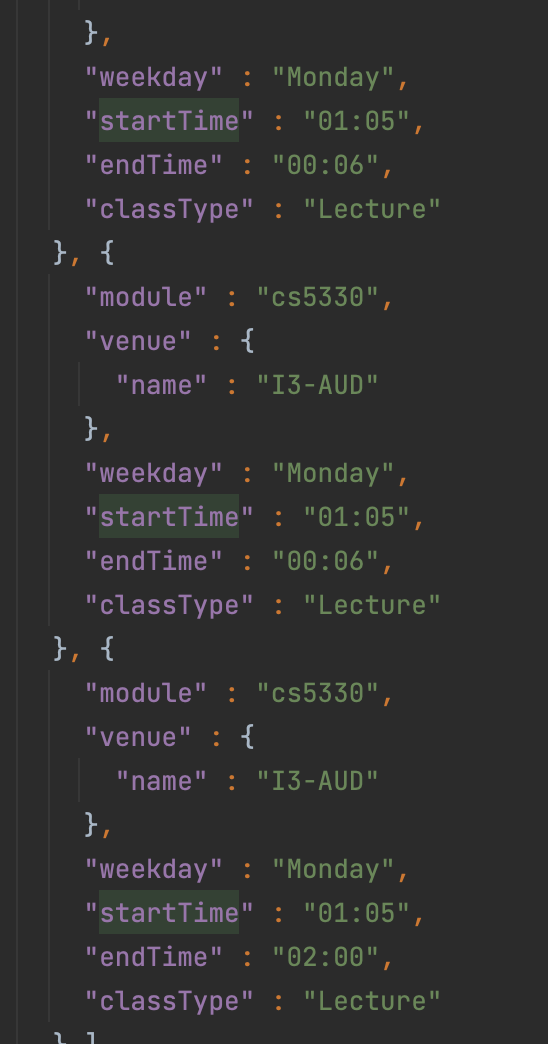 },
"weekday" : "Monday",
"startTime" : "01:05",
"endTime" : "00:06",
"classType" : "Lecture"
}, {
"module" : "cs5330",
"venue" : {
"name" : "I3-AUD"
},
"weekday" : "Monday",
"startTime" : "01:05",
"endTime" : "00:06",
"classType" : "Lecture"
}, {
"module" : "cs5330",
"venue" : {
"name" : "I3-AUD"
},
"weekday" : "Monday",
"startTime" : "01:05",
"endTime" : "02:00",
"classType" : "Lecture"
} ]